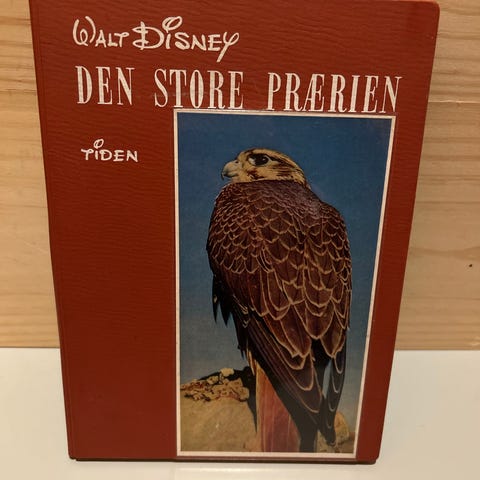 WALT DISNEY
DEN STORE PRÆRIEN
TIDEN